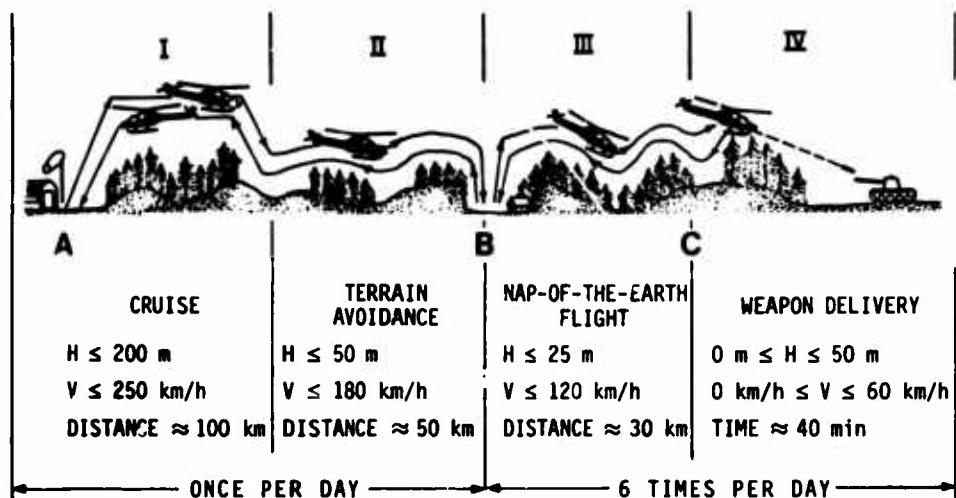 I II III IV
A B C
CRUISE
H ≤ 200 m
V ≤ 250 km/h
DISTANCE ≈ 100 km
TERRAIN
AVOIDANCE
H ≤ 50 m
V ≤ 180 km/h
DISTANCE ≈ 50 km
NAP-OF-THE-EARTH
FLIGHT
H ≤ 25 m
V ≤ 120 km/h
DISTANCE ≈ 30 km
WEAPON DELIVERY
0 m ≤ H ≤ 50 m
0 km/h ≤ V ≤ 60 km/h
TIME ≈ 40 min
ONCE PER DAY
6 TIMES PER DAY